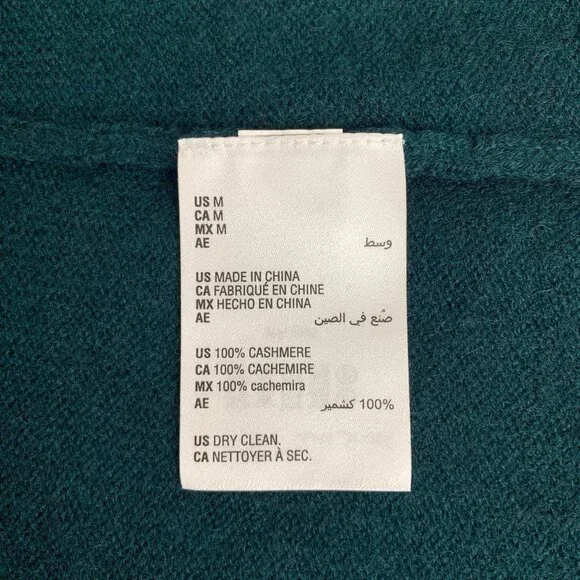 US M
CA M
MX M
AE وسط
US MADE IN CHINA
CA FABRIQUÉ EN CHINE
MX HECHO EN CHINA
AE صُنع في الصين
US 100% CASHMERE
CA 100% CACHEMIRE
MX 100% cachemira
AE 100% كشمير
US DRY CLEAN.
CA NETTOYER À SEC.